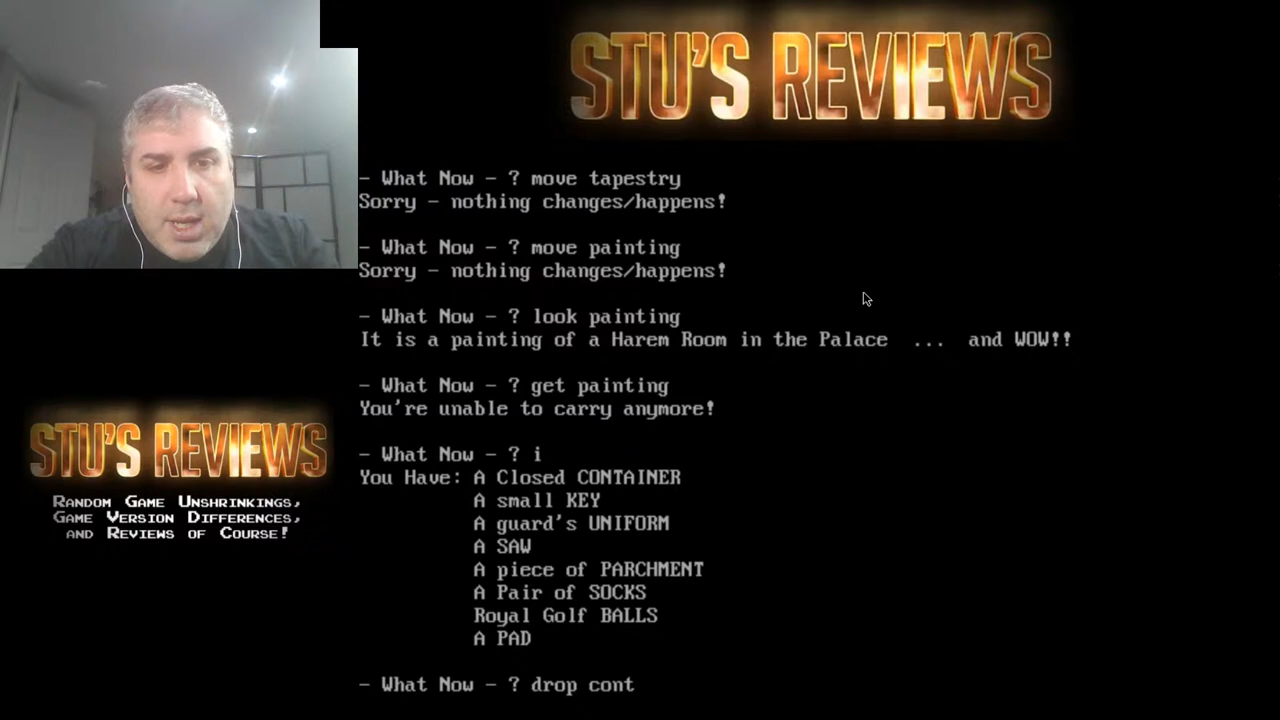 STU'S REVIEWS
- What Now - ? move tapestry
Sorry - nothing changes/happens!
- What Now - ? move painting
Sorry - nothing changes/happens!
- What Now - ? look painting
It is a painting of a Harem Room in the Palace ... and WOW!!
- What Now - ? get painting
You're unable to carry anymore!
- What Now - ? i
You Have: A Closed CONTAINER
A small KEY
A guard's UNIFORM
A SAW
A piece of PARCHMENT
A Pair of SOCKS
Royal Golf BALLS
A PAD
- What Now - ? drop cont
STU'S REVIEWS
Random Game Unshrinkings,
Game Version Differences,
and Reviews of Course!